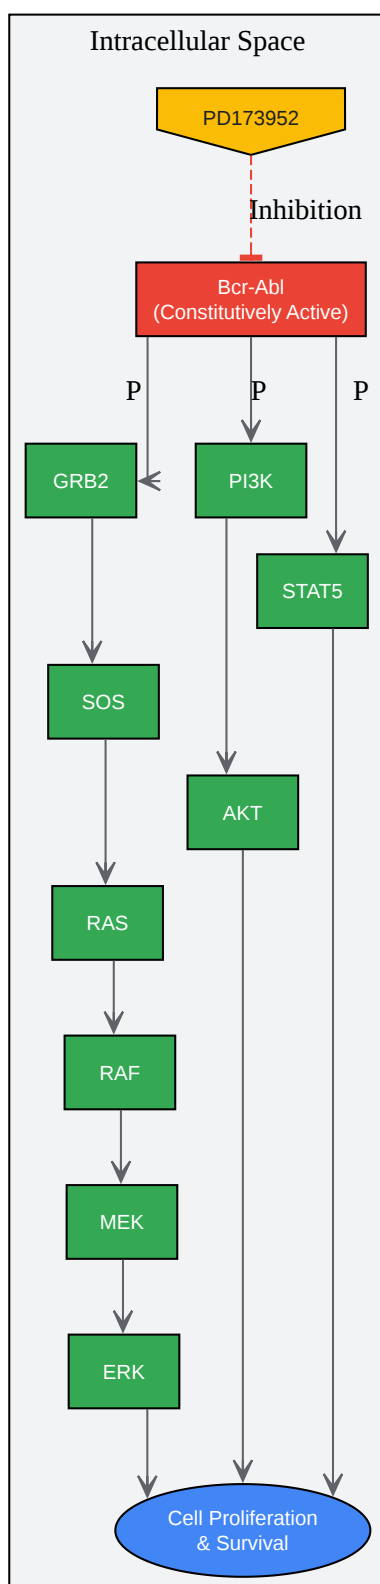 Intracellular Space
PD173952
Inhibition
Bcr-Abl
(Constitutively Active)
P P P
GRB2
PI3K
STAT5
SOS
AKT
RAS
RAF
MEK
ERK
Cell Proliferation
& Survival